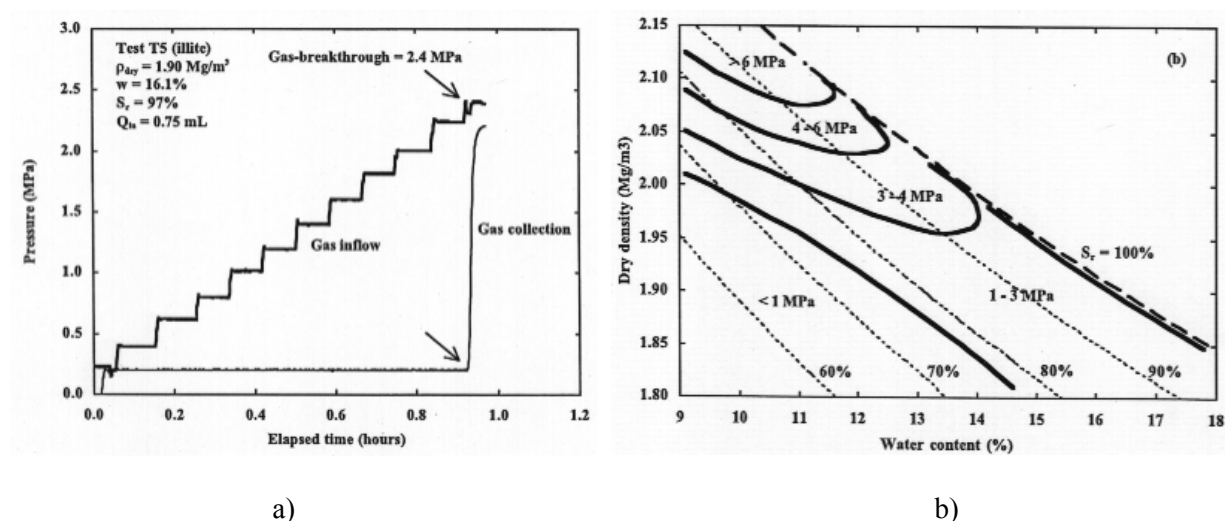 3.0
2.5
2.0
1.5
1.0
0.5
0.0
Pressure (MPa)
Test T5 (illite)
ρdry = 1.90 Mg/m³
w = 16.1%
Sr = 97%
Qin = 0.75 mL
Gas-breakthrough = 2.4 MPa
Gas inflow
Gas collection
0.0 0.2 0.4 0.6 0.8 1.0 1.2
Elapsed time (hours)
a)
2.15
2.10
2.05
2.00
1.95
1.90
1.85
1.80
Dry density (Mg/m3)
(b)
> 6 MPa
4 - 6 MPa
3 - 4 MPa
Sr = 100%
1 - 3 MPa
< 1 MPa
60% 70% 80% 90%
9 10 11 12 13 14 15 16 17 18
Water content (%)
b)